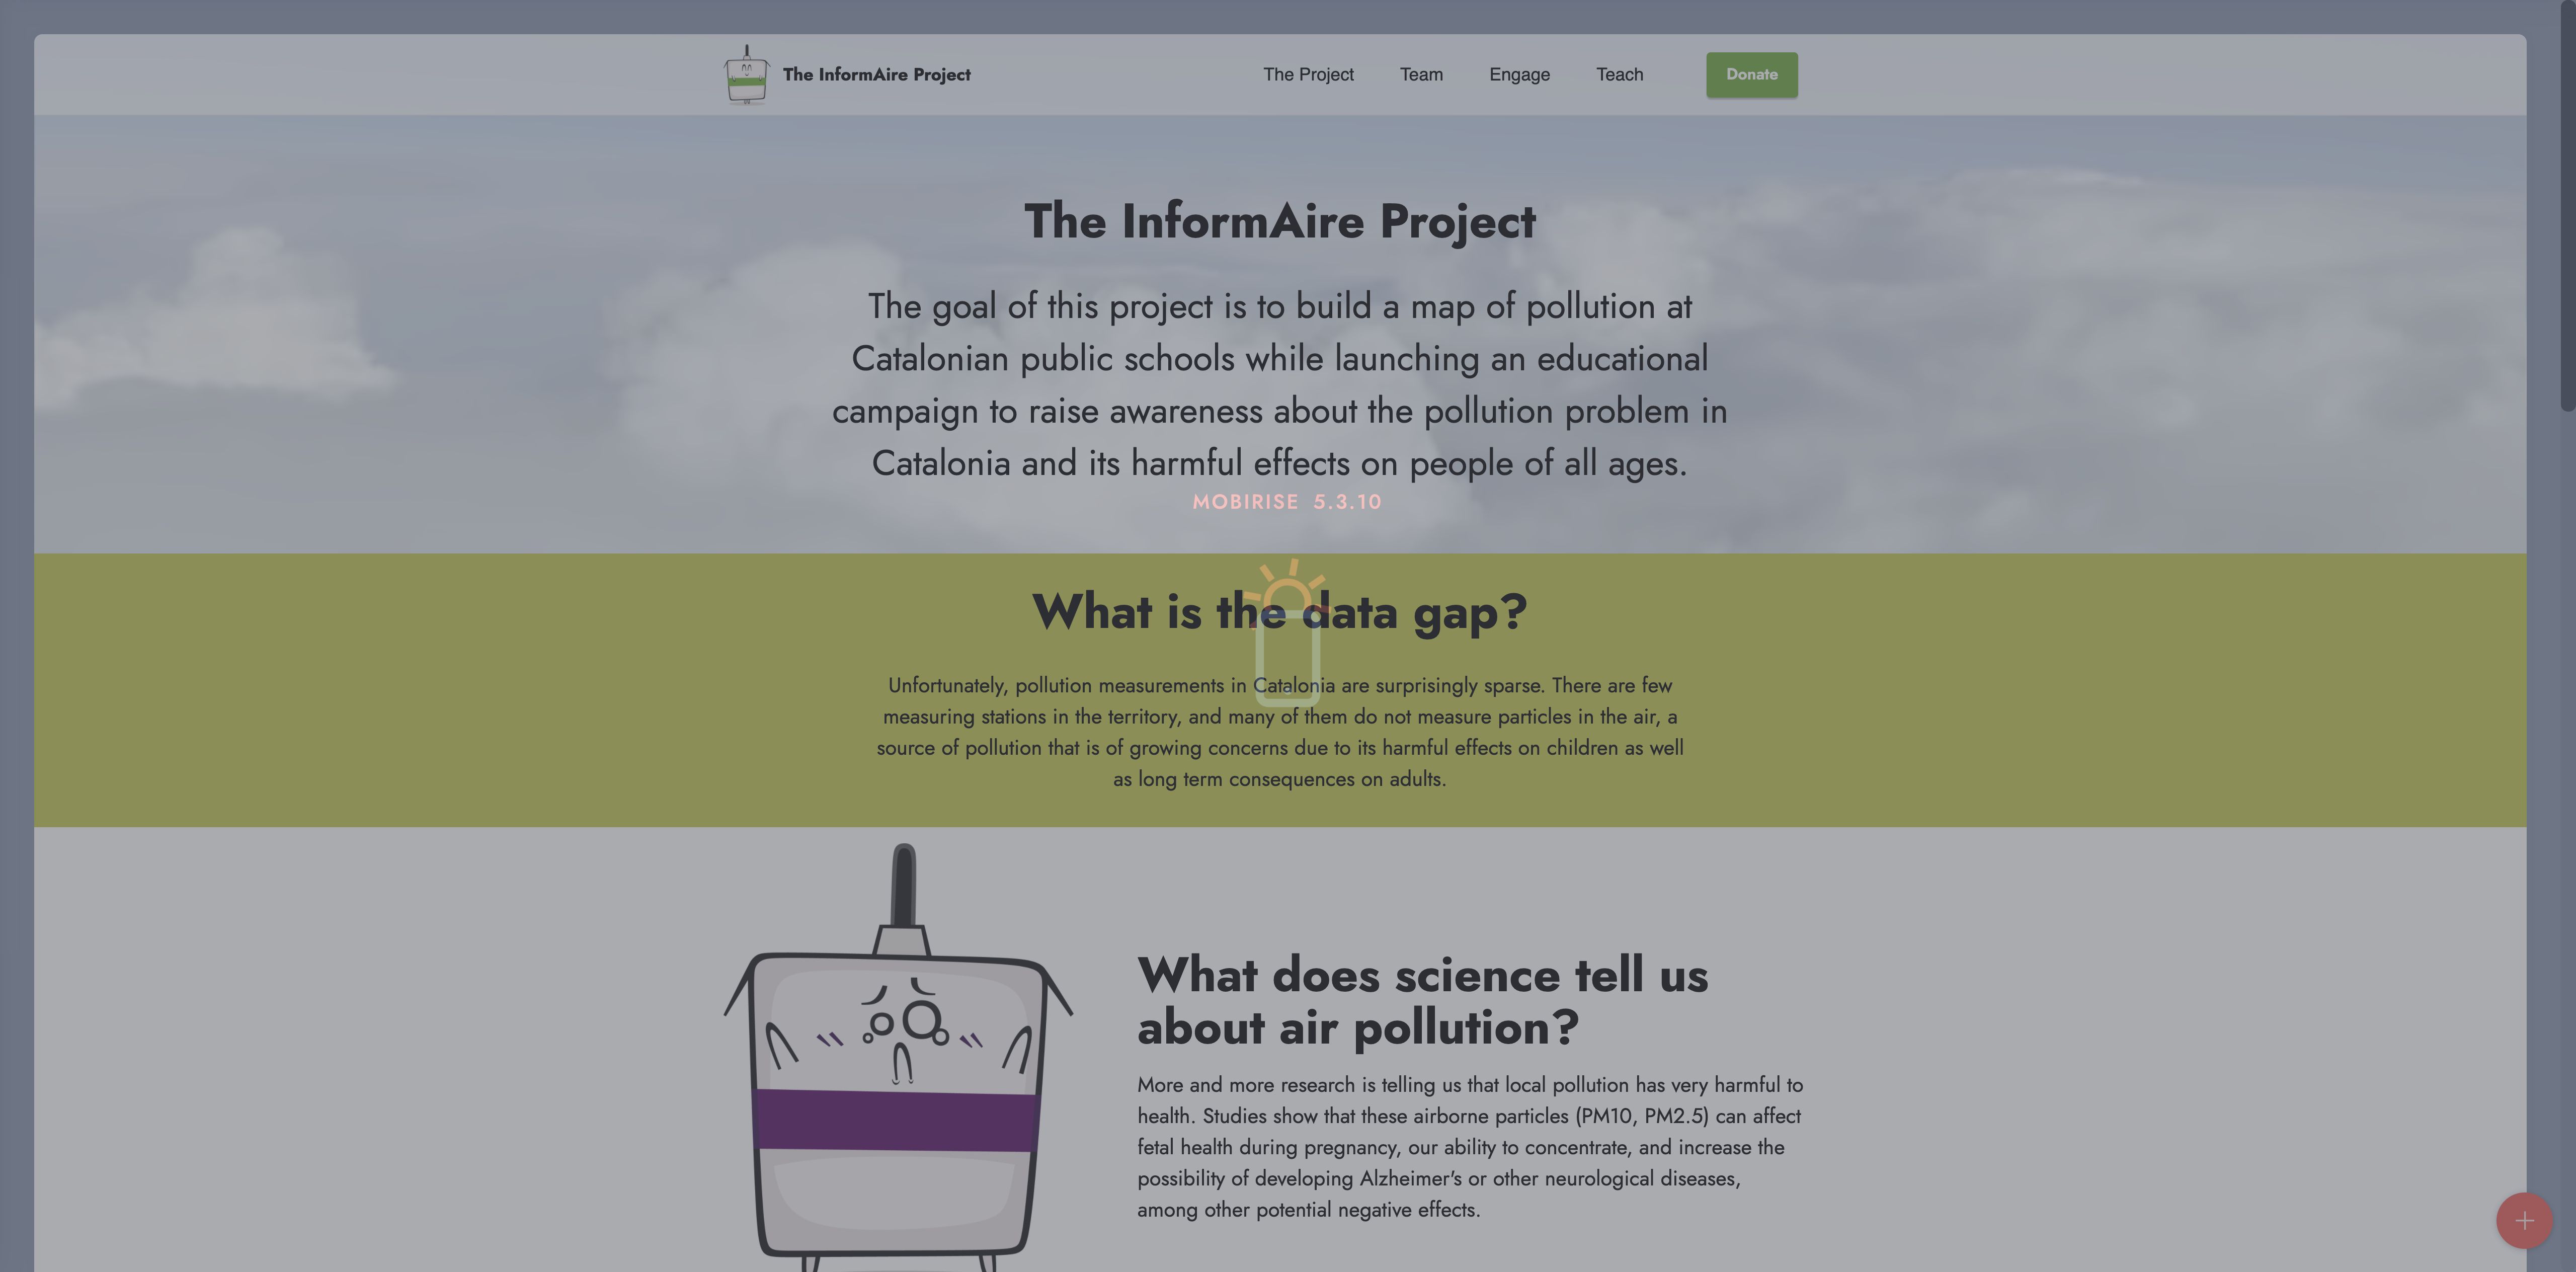 The InformAire Project
The Project
Team
Engage
Teach
Donate
The InformAire Project
The goal of this project is to build a map of pollution at
Catalonian public schools while launching an educational
campaign to raise awareness about the pollution problem in
Catalonia and its harmful effects on people of all ages.
MOBIRISE 5.3.10
What is the data gap?
Unfortunately, pollution measurements in Catalonia are surprisingly sparse. There are few
measuring stations in the territory, and many of them do not measure particles in the air, a
source of pollution that is of growing concerns due to its harmful effects on children as well
as long term consequences on adults.
What does science tell us
about air pollution?
More and more research is telling us that local pollution has very harmful to
health. Studies show that these airborne particles (PM10, PM2.5) can affect
fetal health during pregnancy, our ability to concentrate, and increase the
possibility of developing Alzheimer's or other neurological diseases,
among other potential negative effects.